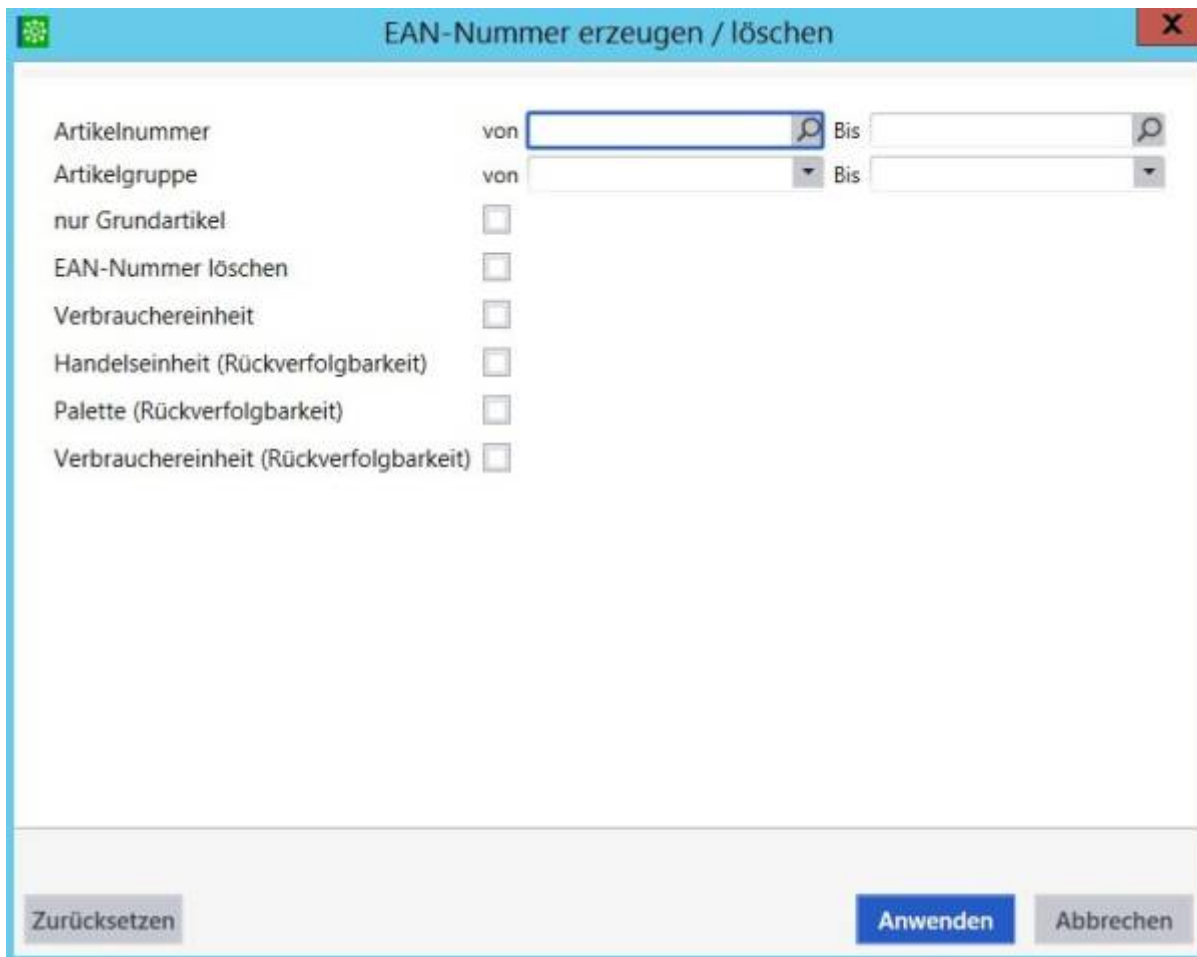 EAN-Nummer erzeugen / löschen X
Artikelnummer von Bis
Artikelgruppe von Bis
nur Grundartikel
EAN-Nummer löschen
Verbrauchereinheit
Handelseinheit (Rückverfolgbarkeit)
Palette (Rückverfolgbarkeit)
Verbrauchereinheit (Rückverfolgbarkeit)
Zurücksetzen Anwenden Abbrechen